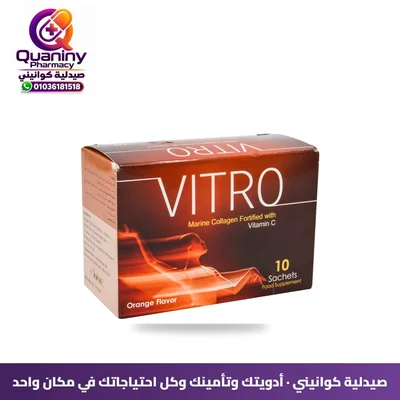 Quaniny
Pharmacy
صيدلية كوانيني
01036181518
VITRO
VITRO
Marine Collagen Fortified with
Vitamin C
10
Sachets
Food Supplement
Orange Flavor
صيدلية كوانيني · أدويتك وتأمينك وكل احتياجاتك في مكان واحد